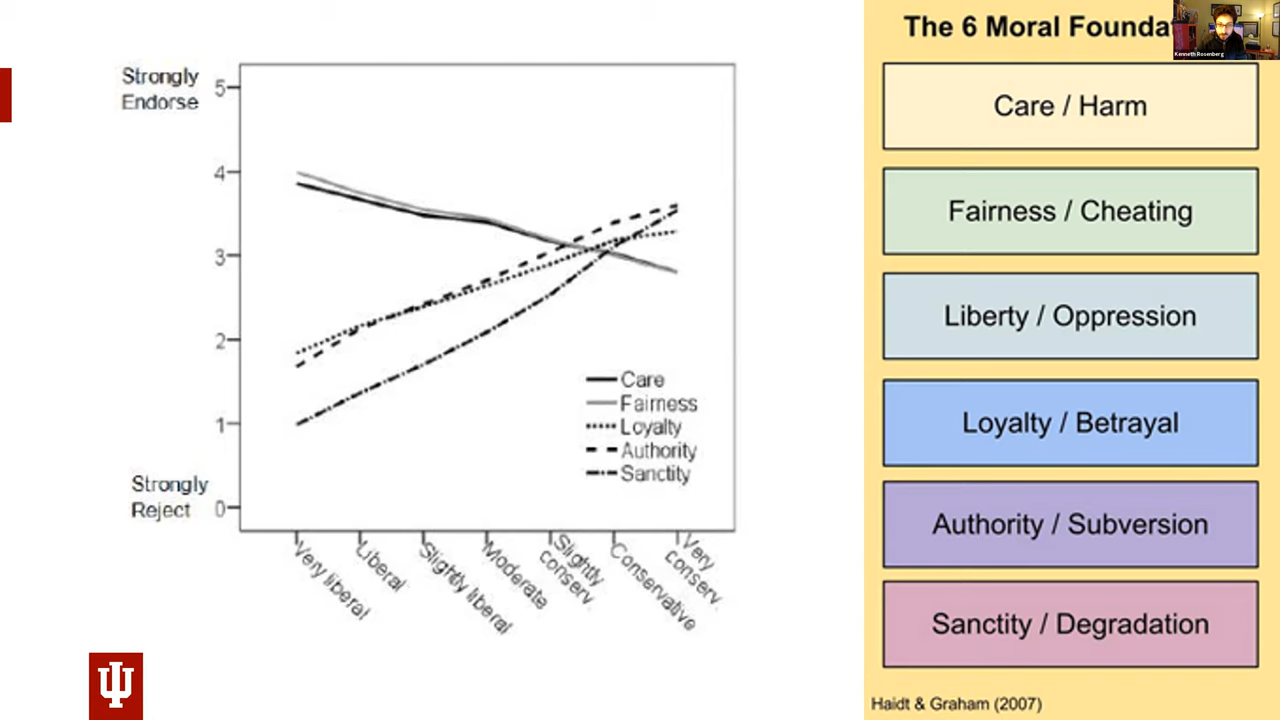 Strongly
Endorse
5
4
3
2
1
0
Strongly
Reject
Care
Fairness
Loyalty
Authority
Sanctity
Very liberal
Liberal
Slightly liberal
Moderate
Slightly
conserv.
Conservative
Very
conserv.
The 6 Moral Founda
Kenneth Rosenberg
Care / Harm
Fairness / Cheating
Liberty / Oppression
Loyalty / Betrayal
Authority / Subversion
Sanctity / Degradation
Haidt & Graham (2007)